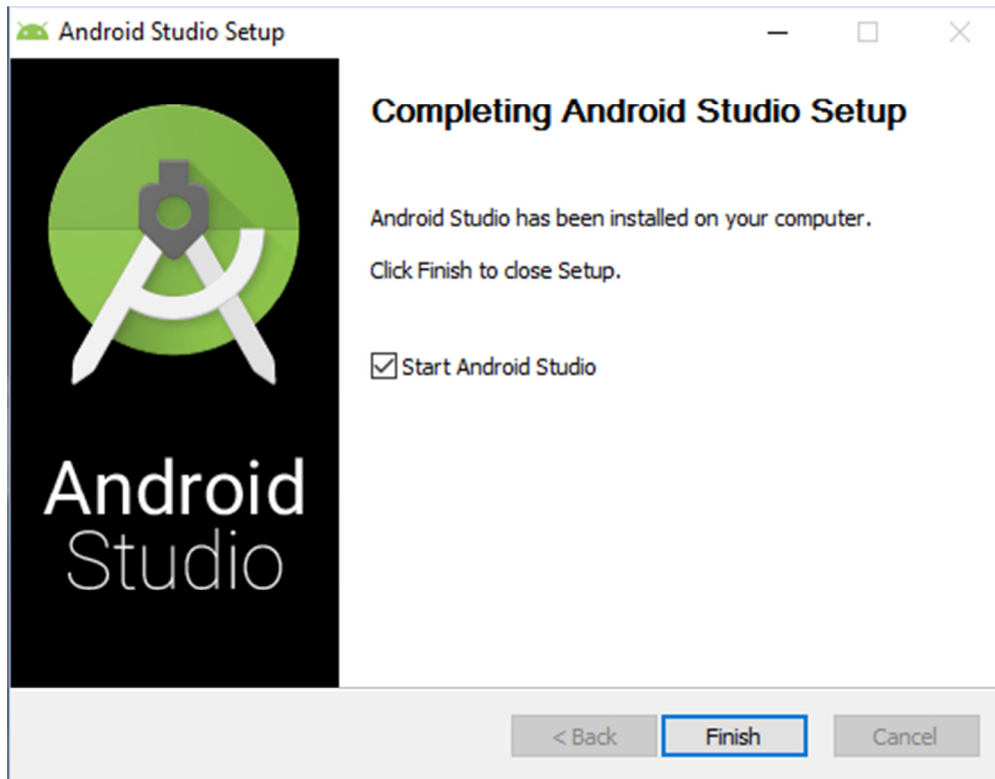 Android Studio Setup
Completing Android Studio Setup
Android Studio has been installed on your computer.
Click Finish to close Setup.
Start Android Studio
Android
Studio
< Back
Finish
Cancel